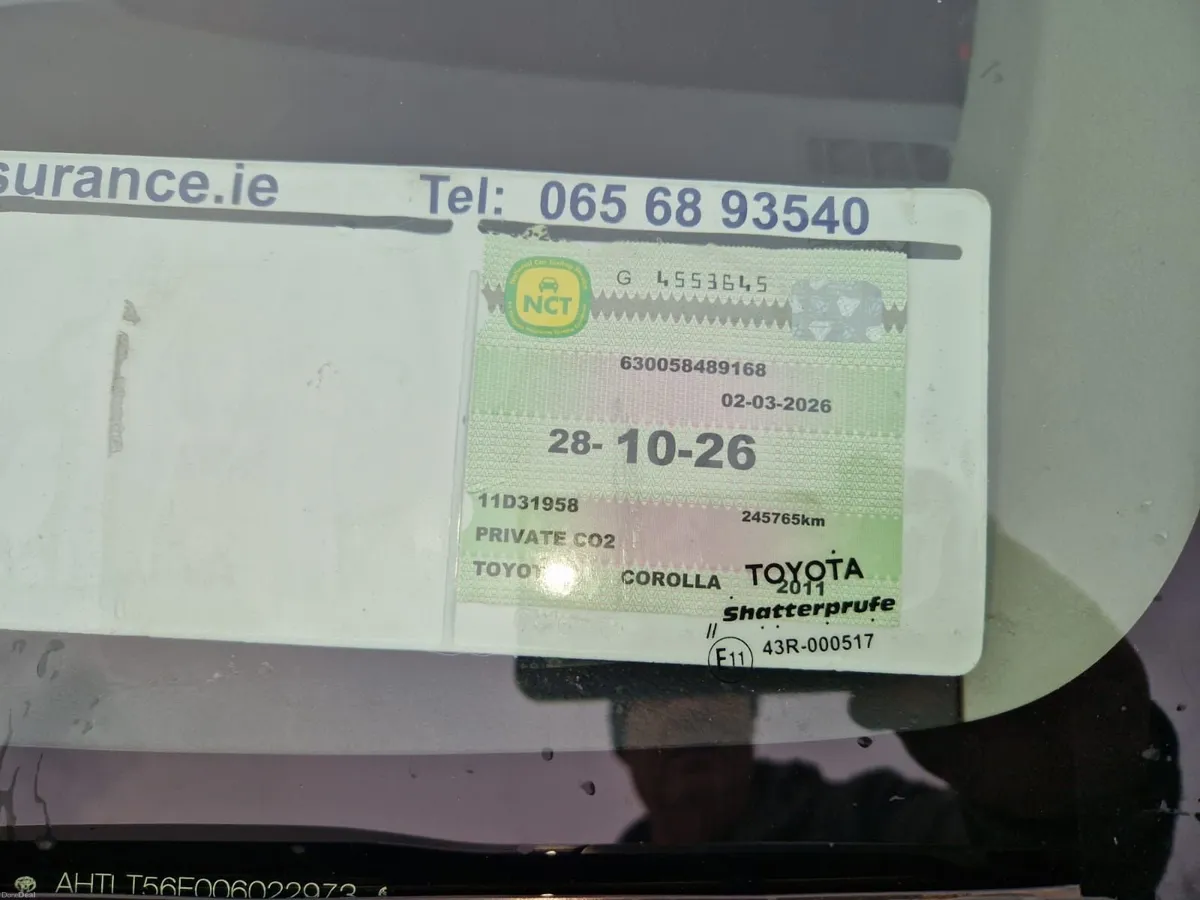 surance.ie Tel: 065 68 93540
NCT G 4553645
630058489168
02-03-2026
28-10-26
11D31958 245765km
PRIVATE CO2
COROLLA TOYOTA
2011
Shatterprufe
//
E11 43R-000517
DoneDeal